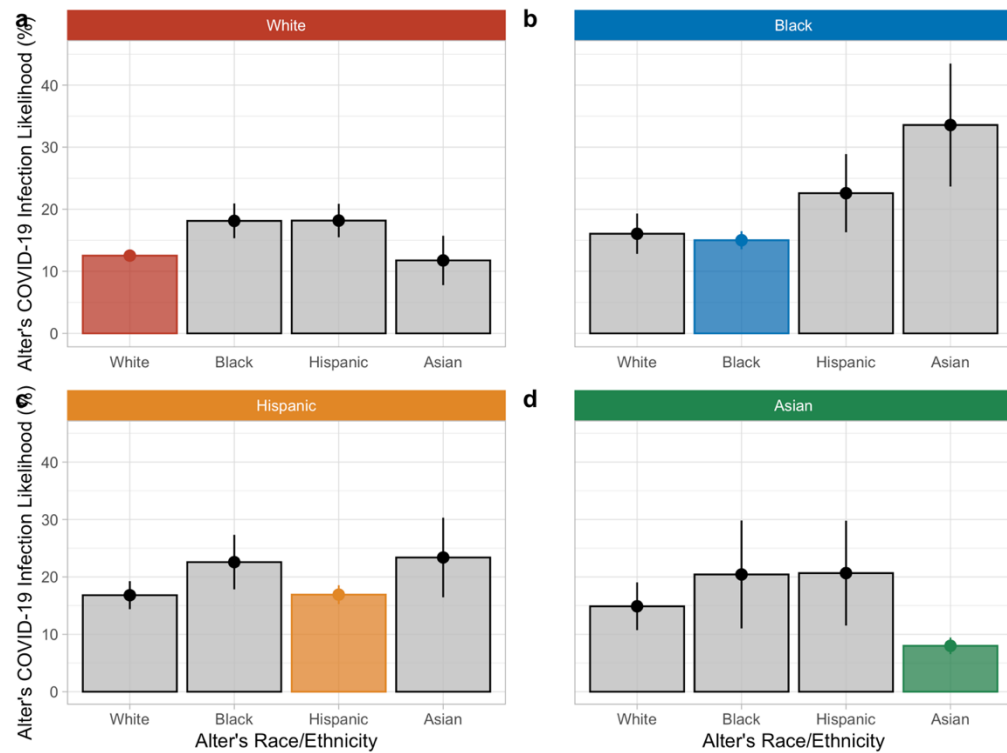 a
White
b
Black
Alter's COVID-19 Infection Likelihood (%)
40
30
20
10
0
White Black Hispanic Asian
White Black Hispanic Asian
c
Hispanic
d
Asian
Alter's COVID-19 Infection Likelihood (%)
40
30
20
10
0
White Black Hispanic Asian
White Black Hispanic Asian
Alter's Race/Ethnicity
Alter's Race/Ethnicity